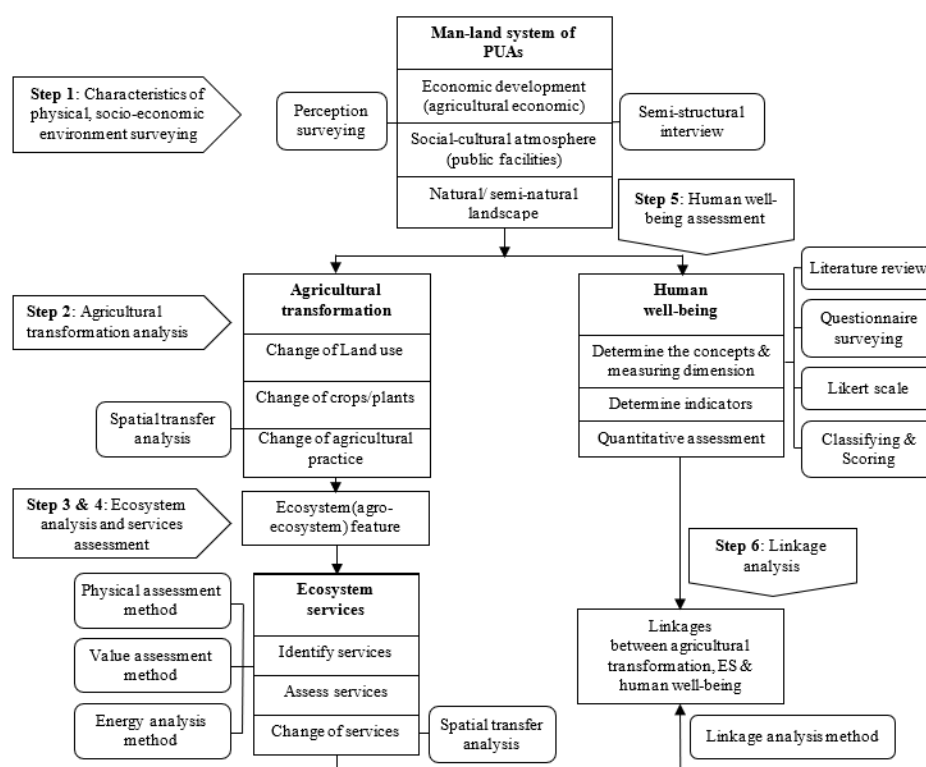 Man-land system of
PUAs
Economic development
(agricultural economic)
Social-cultural atmosphere
(public facilities)
Natural/ semi-natural
landscape
Step 1: Characteristics of
physical, socio-economic
environment surveying
Perception
surveying
Semi-structural
interview
Step 5: Human well-
being assessment
Step 2: Agricultural
transformation analysis
Agricultural
transformation
Change of Land use
Change of crops/plants
Change of agricultural
practice
Spatial transfer
analysis
Human
well-being
Determine the concepts &
measuring dimension
Determine indicators
Quantitative assessment
Literature review
Questionnaire
surveying
Likert scale
Classifying &
Scoring
Step 3 & 4: Ecosystem
analysis and services
assessment
Ecosystem (agro-
ecosystem) feature
Step 6: Linkage
analysis
Physical assessment
method
Value assessment
method
Energy analysis
method
Ecosystem
services
Identify services
Assess services
Change of services
Spatial transfer
analysis
Linkages
between agricultural
transformation, ES &
human well-being
Linkage analysis method